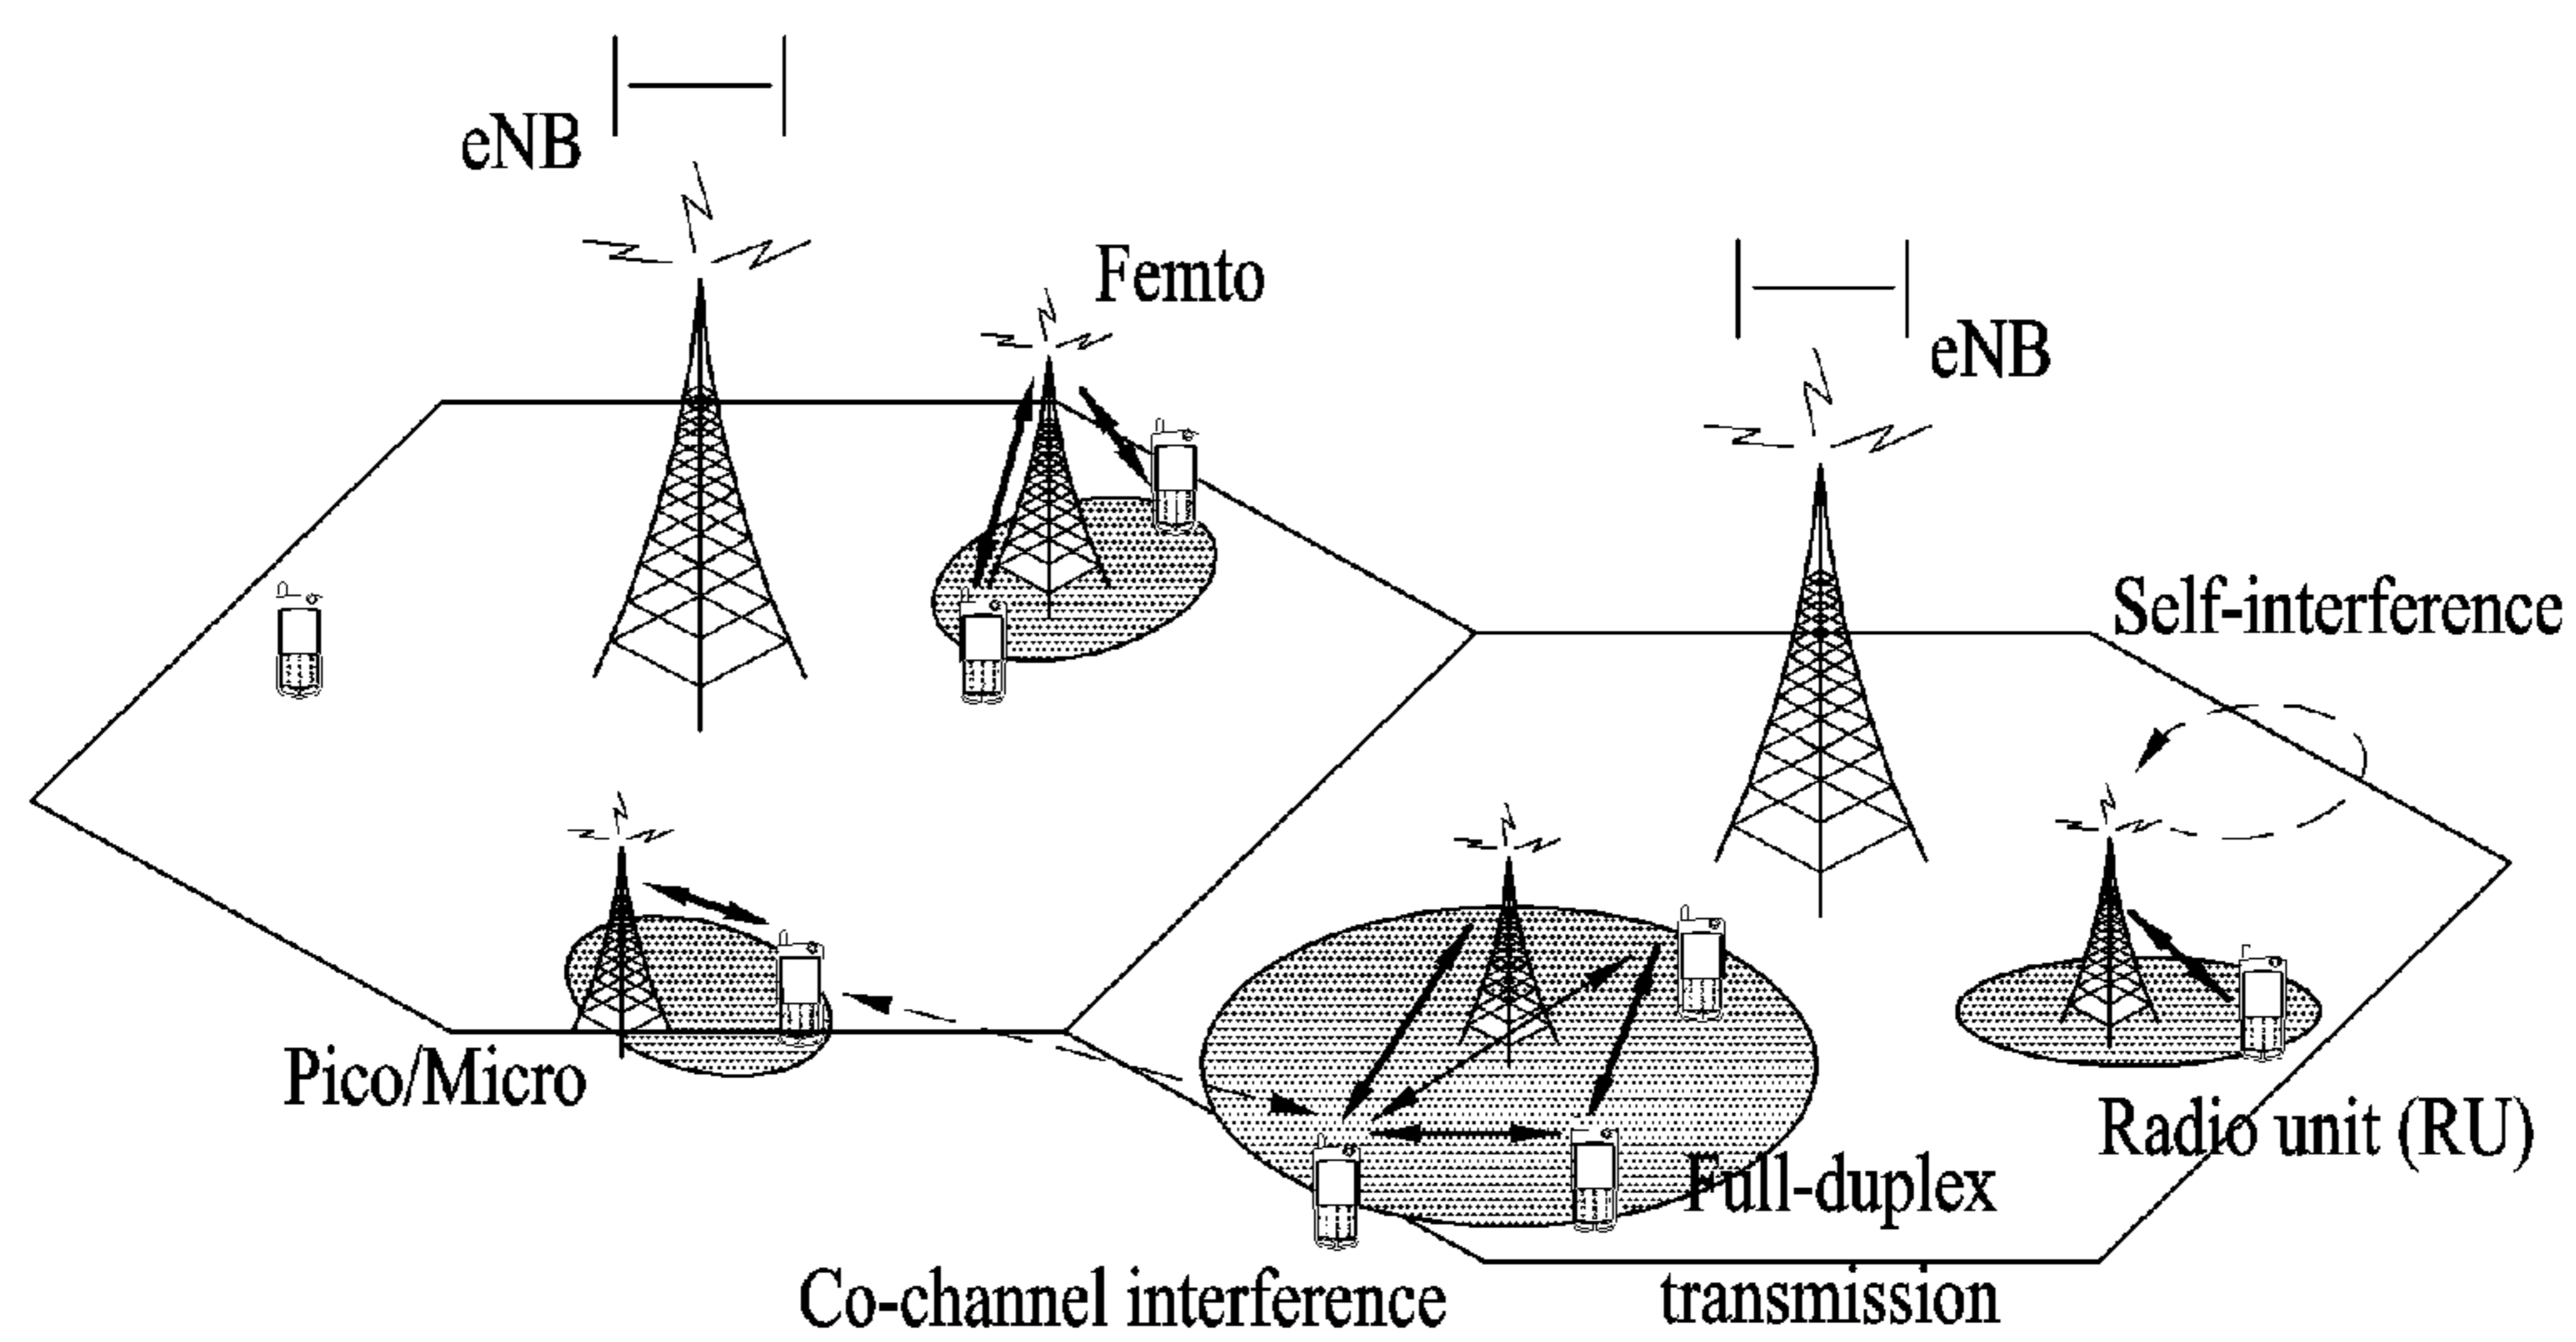 eNB
Femto
eNB
Self-interference
Pico/Micro
Radio unit (RU)
Full-duplex
transmission
Co-channel interference